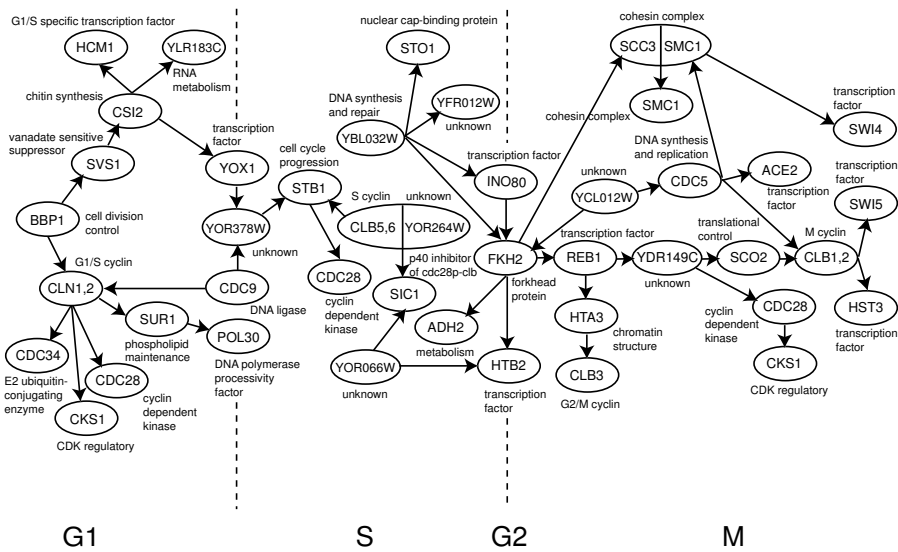 G1/S specific transcription factor
HCM1
YLR183C
RNA
metabolism
chitin synthesis
CSI2
vanadate sensitive
suppressor
SVS1
transcription
factor
YOX1
BBP1
cell division
control
YOR378W
unknown
G1/S cyclin
CLN1,2
CDC9
DNA ligase
SUR1
phospholipid
maintenance
POL30
DNA polymerase
processivity
factor
CDC34
E2 ubiquitin-
conjugating
enzyme
CDC28
cyclin
dependent
kinase
CKS1
CDK regulatory
nuclear cap-binding protein
STO1
DNA synthesis
and repair
YBL032W
YFR012W
unknown
cell cycle
progression
STB1
transcription factor
INO80
S cyclin
unknown
CLB5,6
YOR264W
CDC28
cyclin
dependent
kinase
p40 inhibitor
of cdc28p-clb
SIC1
FKH2
forkhead
protein
ADH2
metabolism
YOR066W
unknown
HTB2
transcription
factor
cohesin complex
SCC3
SMC1
SMC1
cohesin complex
transcription
factor
SWI4
DNA synthesis
and replication
unknown
YCL012W
CDC5
ACE2
transcription
factor
transcription
factor
SWI5
transcription factor
REB1
YDR149C
unknown
translational
control
SCO2
M cyclin
CLB1,2
HTA3
chromatin
structure
CLB3
G2/M cyclin
cyclin
dependent
kinase
CDC28
CKS1
CDK regulatory
HST3
transcription
factor
G1
S
G2
M